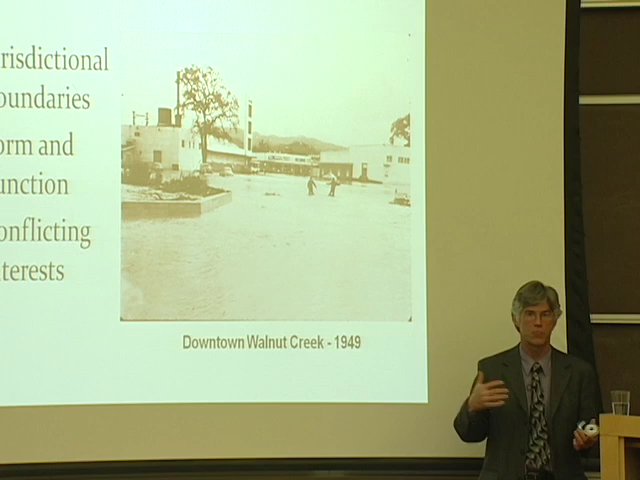 risdictional
oundaries
orm and
unction
onflicting
terests
Downtown Walnut Creek - 1949